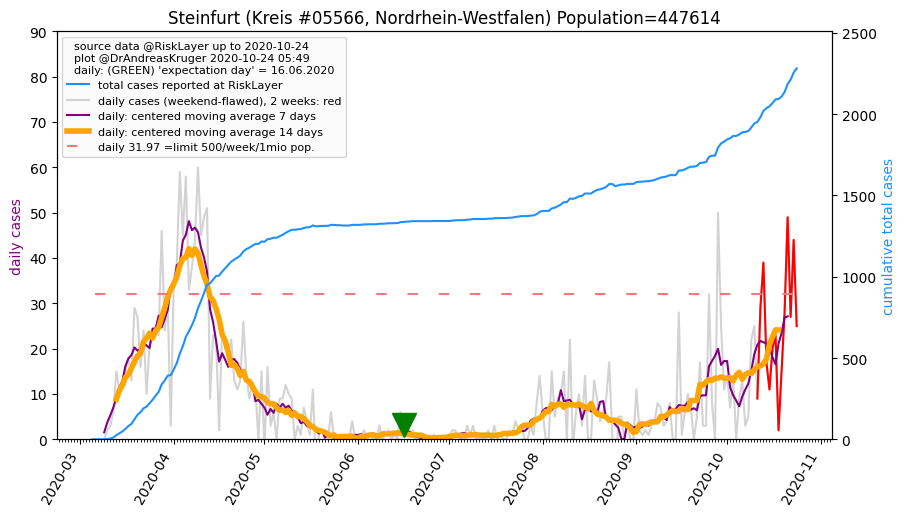 Steinfurt (Kreis #05566, Nordrhein-Westfalen) Population=447614
source data @RiskLayer up to 2020-10-24
plot @DrAndreasKruger 2020-10-24 05:49
daily: (GREEN) 'expectation day' = 16.06.2020
total cases reported at RiskLayer
daily cases (weekend-flawed), 2 weeks: red
daily: centered moving average 7 days
daily: centered moving average 14 days
daily 31.97 =limit 500/week/1mio pop.
daily cases
90
80
70
60
50
40
30
20
10
0
2500
2000
1500
1000
500
0
cumulative total cases
2020-03
2020-04
2020-05
2020-06
2020-07
2020-08
2020-09
2020-10
2020-11